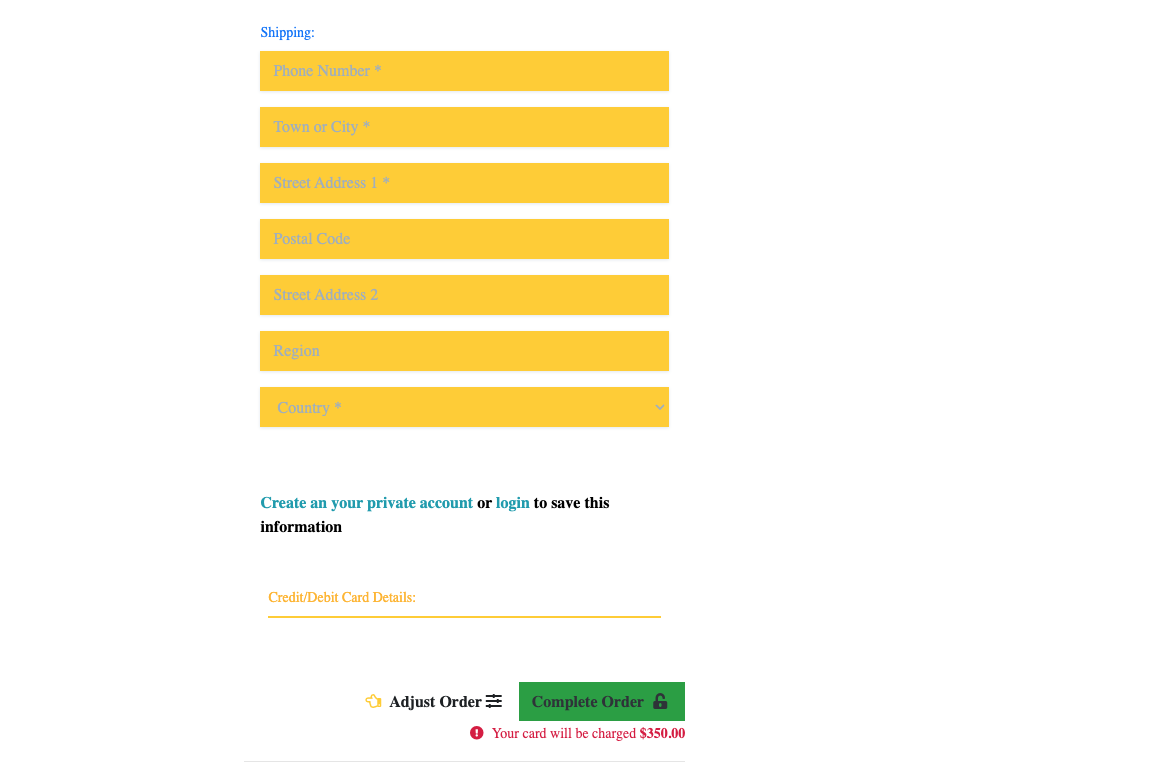 Shipping:
Phone Number *
Town or City *
Street Address 1 *
Postal Code
Street Address 2
Region
Country *
Create an your private account or login to save this
information
Credit/Debit Card Details:
Adjust Order Complete Order
Your card will be charged $350.00